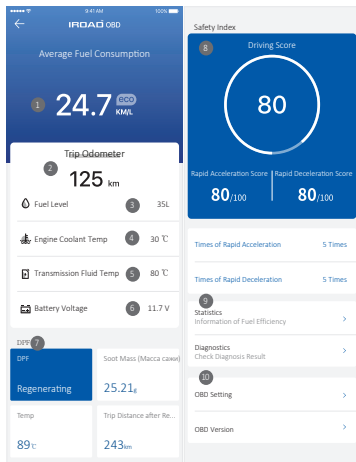 9:41 AM 100%
IROAD OBD
Average Fuel Consumption
1 24.7 eco KM/L
Trip Odometer
2
125 km
Fuel Level 3 35L
Engine Coolant Temp 4 30 ℃
Transmission Fluid Temp 5 80 ℃
Battery Voltage 6 11.7 V
DPF 7
DPF
Regenerating
Soot Mass (Масса сажи)
25.21g
Temp
89℃
Trip Distance after Re...
243km
Safety Index
8 Driving Score
80
Rapid Acceleration Score
80/100
Rapid Deceleration Score
80/100
Times of Rapid Acceleration 5 Times
Times of Rapid Deceleration 5 Times
9
Statistics
Information of Fuel Efficiency
Diagnostics
Check Diagnosis Result
10
OBD Setting
OBD Version